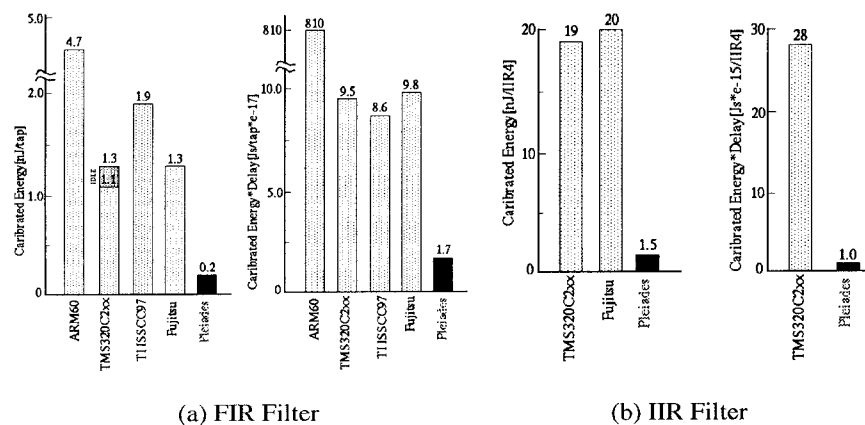 5.0
4.7
2.0
1.9
1.3
IDLE
1.1
1.3
1.0
0.2
0
Caribrated Energy[nJ/tap]
ARM60
TMS320C2xx
TI ISSCC97
Fujitsu
Pleiades
810
810
10.0
9.5
8.6
9.8
5.0
1.7
0
Caribrated Energy*Delay[Js/tap*e-17]
ARM60
TMS320C2xx
TI ISSCC97
Fujitsu
Pleiades
(a) FIR Filter
20
19
20
10
1.5
0
Caribrated Energy[nJ/IIR4]
TMS320C2xx
Fujitsu
Pleiades
30
28
20
10
1.0
0
Caribrated Energy*Delay[Js*e-15/IIR4]
TMS320C2xx
Pleiades
(b) IIR Filter